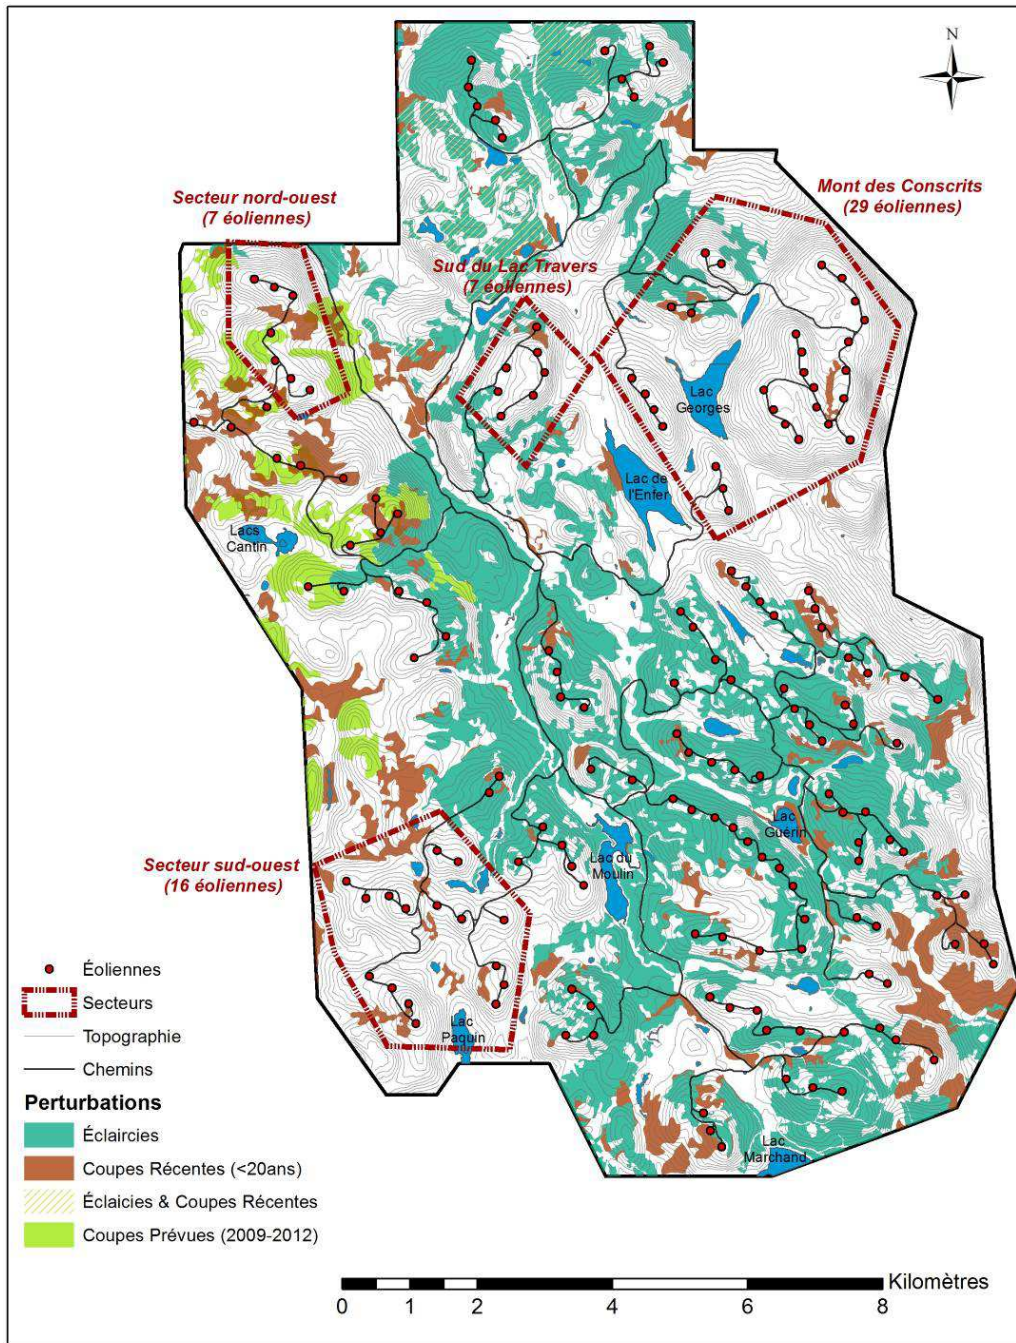 N
Mont des Conscrits
(29 éoliennes)
Secteur nord-ouest
(7 éoliennes)
Sud du Lac Travers
(7 éoliennes)
Lac
Georges
Lac de
l'Enfer
Lacs
Cantin
Lac
Guérin
Lac du
Moulin
Secteur sud-ouest
(16 éoliennes)
Lac
Paquin
Lac
Marchand
Éoliennes
Secteurs
Topographie
Chemins
Perturbations
Éclaircies
Coupes Récentes (<20ans)
Éclaicies & Coupes Récentes
Coupes Prévues (2009-2012)
Kilomètres
0 1 2 4 6 8